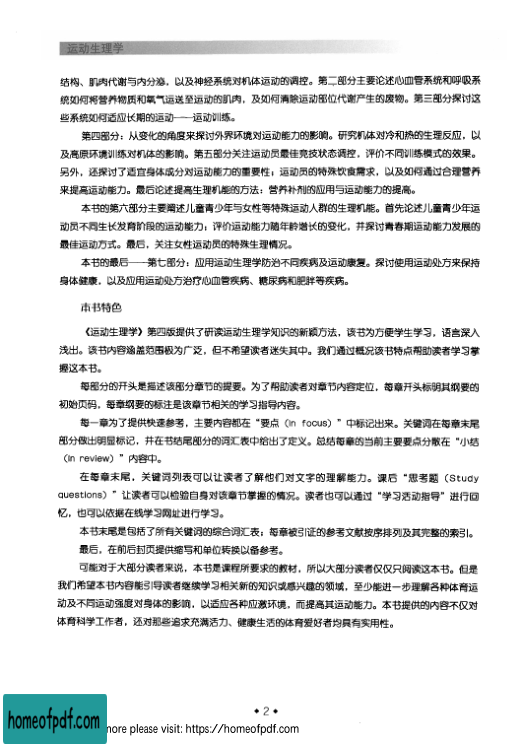 运动生理学
结构、肌肉代谢与内分泌，以及神经系统对机体运动的调控。第二部分主要论述心血管系统和呼吸系
统如何将营养物质和氧气运送至运动的肌肉，及如何清除运动部位代谢产生的废物。第三部分探讨这
些系统如何适应长期的运动——运动训练。
第四部分：从变化的角度来探讨外界环境对运动能力的影响。研究机体对冷和热的生理反应，以
及高原环境训练对机体的影响。第五部分关注运动员最佳竞技状态调控，评价不同训练模式的效果。
另外，还探讨了适宜身体成分对运动能力的重要性；运动员的特殊饮食需求，以及如何通过合理营养
来提高运动能力。最后论述提高生理机能的方法：营养补剂的应用与运动能力的提高。
本书的第六部分主要阐述儿童青少年与女性等特殊运动人群的生理机能。首先论述儿童青少年运
动员不同生长发育阶段的运动能力；评价运动能力随年龄增长的变化，并探讨青春期运动能力发展的
最佳运动方式。最后，关注女性运动员的特殊生理情况。
本书的最后——第七部分：应用运动生理学防治不同疾病及运动康复。探讨使用运动处方来保持
身体健康，以及应用运动处方治疗心血管疾病、糖尿病和肥胖等疾病。
本书特色
《运动生理学》第四版提供了研读运动生理学知识的新颖方法，该书为方便学生学习，语言深入
浅出。该书内容涵盖范围极为广泛，但不希望读者迷失其中。我们通过概况该书特点帮助读者学习掌
握这本书。
每部分的开头是描述该部分章节的提要。为了帮助读者对章节内容定位，每章开头标明其纲要的
初始页码，每章纲要的标注是该章节相关的学习指导内容。
每一章为了提供快速参考，主要内容都在“要点（in focus）”中标记出来。关键词在每章末尾
部分做出明显标记，并在书结尾部分的词汇表中给出了定义。总结每章的当前主要要点分散在“小结
（in review）”内容中。
在每章末尾，关键词列表可以让读者了解他们对文字的理解能力。课后“思考题（Study
questions）”让读者可以检验自身对该章节掌握的情况。读者也可以通过“学习活动指导”进行回
忆，也可以依据在线学习网址进行学习。
本书末尾是包括了所有关键词的综合词汇表；每章被引证的参考文献按序排列及其完整的索引。
最后，在前后封页提供缩写和单位转换以备参考。
可能对于大部分读者来说，本书是课程所要求的教材，所以大部分读者仅仅只阅读这本书。但是
我们希望本书内容能引导读者继续学习相关新的知识或感兴趣的领域，至少能进一步理解各种体育运
动及不同运动强度对身体的影响，以适应各种应激环境，而提高其运动能力。本书提供的内容不仅对
体育科学工作者，还对那些追求充满活力、健康生活的体育爱好者均具有实用性。
◆ 2 ◆
homeofpdf.com
more please visit: https://homeofpdf.com